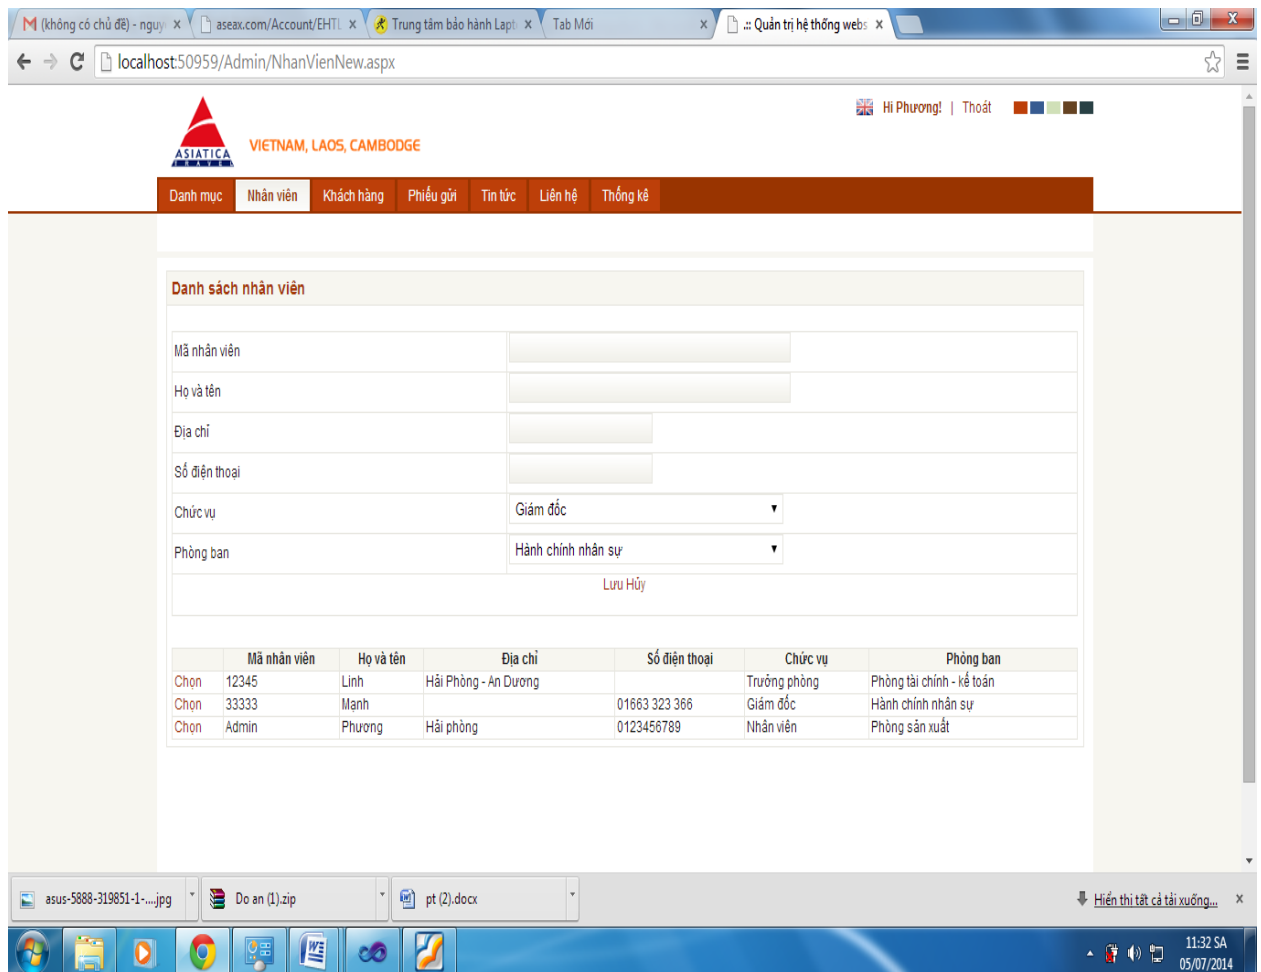 (không có chủ đề) - nguy
aseax.com/Account/EHTL
Trung tâm bảo hành Lapt
Tab Mới
.:: Quản trị hệ thống webs
localhost:50959/Admin/NhanVienNew.aspx
ASIATICA
TRAVEL
VIETNAM, LAOS, CAMBODGE
Hi Phương! | Thoát
Danh mục Nhân viên Khách hàng Phiếu gửi Tin tức Liên hệ Thống kê
Danh sách nhân viên
Mã nhân viên
Họ và tên
Địa chỉ
Số điện thoại
Chức vụ Giám đốc
Phòng ban Hành chính nhân sự
Lưu Hủy
Mã nhân viên Họ và tên Địa chỉ Số điện thoại Chức vụ Phòng ban
Chọn 12345 Linh Hải Phòng - An Dương Trưởng phòng Phòng tài chính - kế toán
Chọn 33333 Mạnh 01663 323 366 Giám đốc Hành chính nhân sự
Chọn Admin Phương Hải phòng 0123456789 Nhân viên Phòng sản xuất
asus-5888-319851-1-....jpg
Do an (1).zip
pt (2).docx
Hiển thị tất cả tải xuống...
11:32 SA
05/07/2014